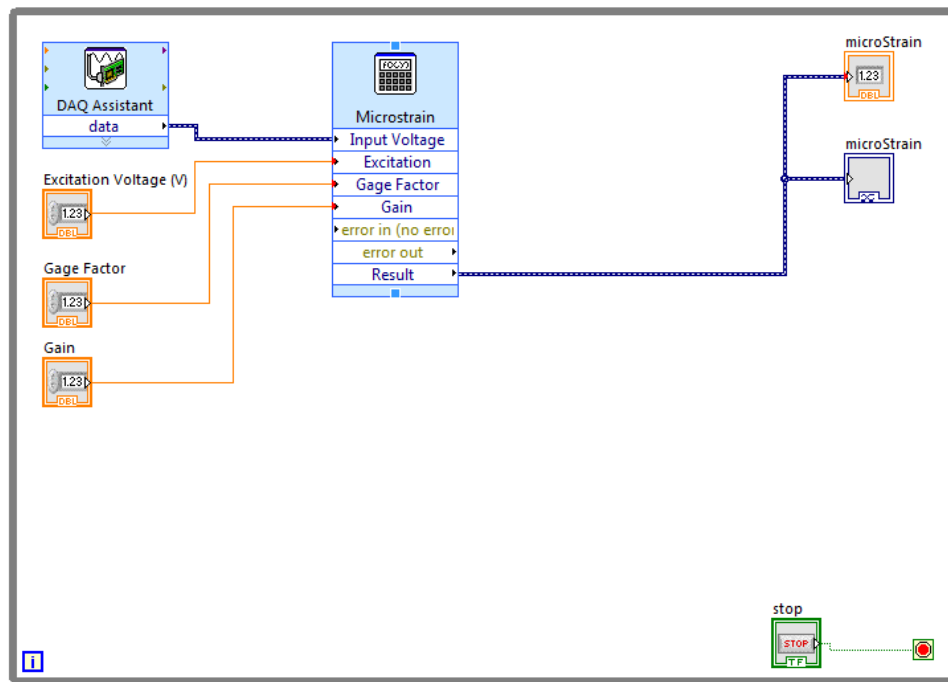 DAQ Assistant
data
Excitation Voltage (V)
1.23
DBL
Gage Factor
1.23
DBL
Gain
1.23
DBL
f(x,y)
Microstrain
Input Voltage
Excitation
Gage Factor
Gain
error in (no erroi
error out
Result
microStrain
1.23
DBL
microStrain
stop
STOP
TF
i